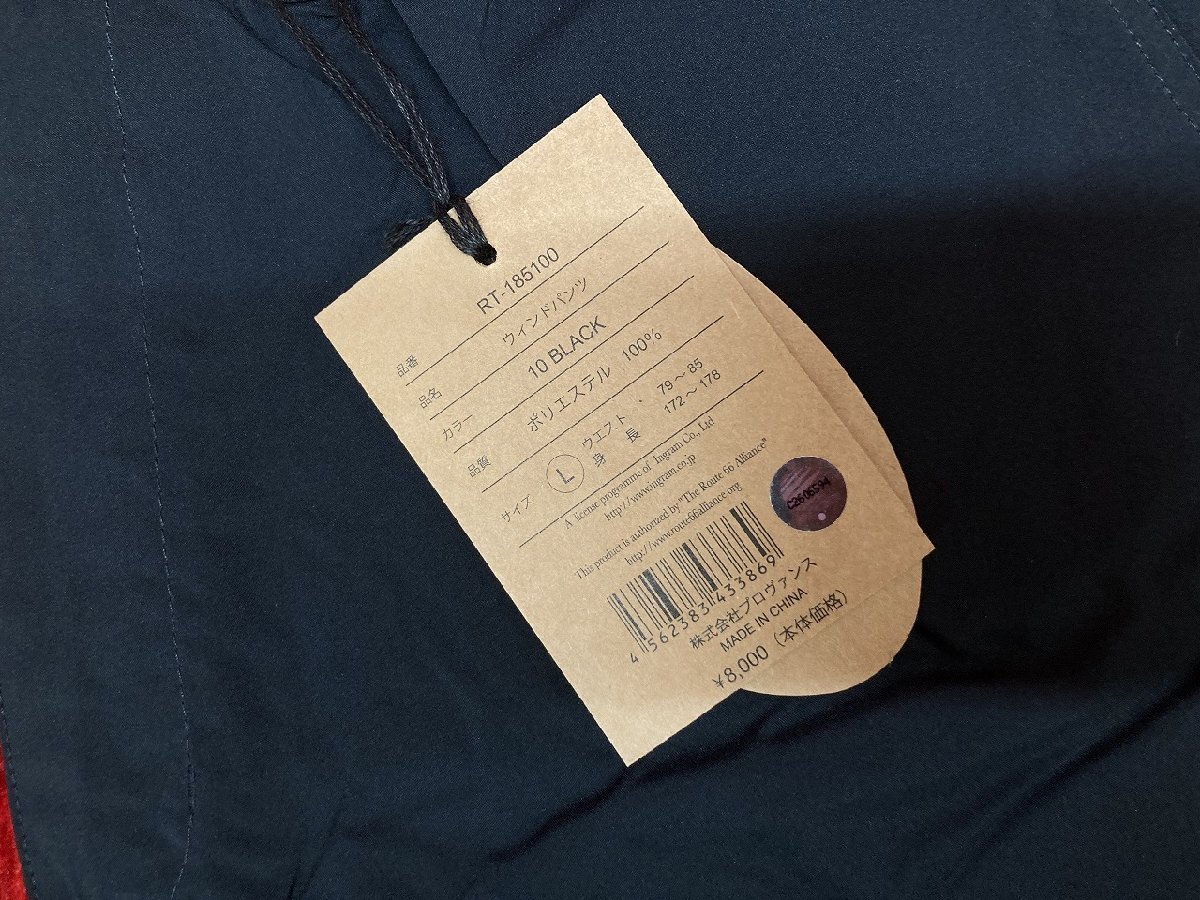 品番 RT-185100
品名 ウィンドパンツ
カラー 10 BLACK
品質 ポリエステル 100%
サイズ L ウエスト・ 79～85
身長 172～178
A license programme of Ingram Co., Ltd
http://www.ingram.co.jp
This product is authorized by "The Route 66 Alliance"
http://www.route66alliance.org
C2606594
4 562383 433869
株式会社プロヴァンス
MADE IN CHINA
¥8,000（本体価格）